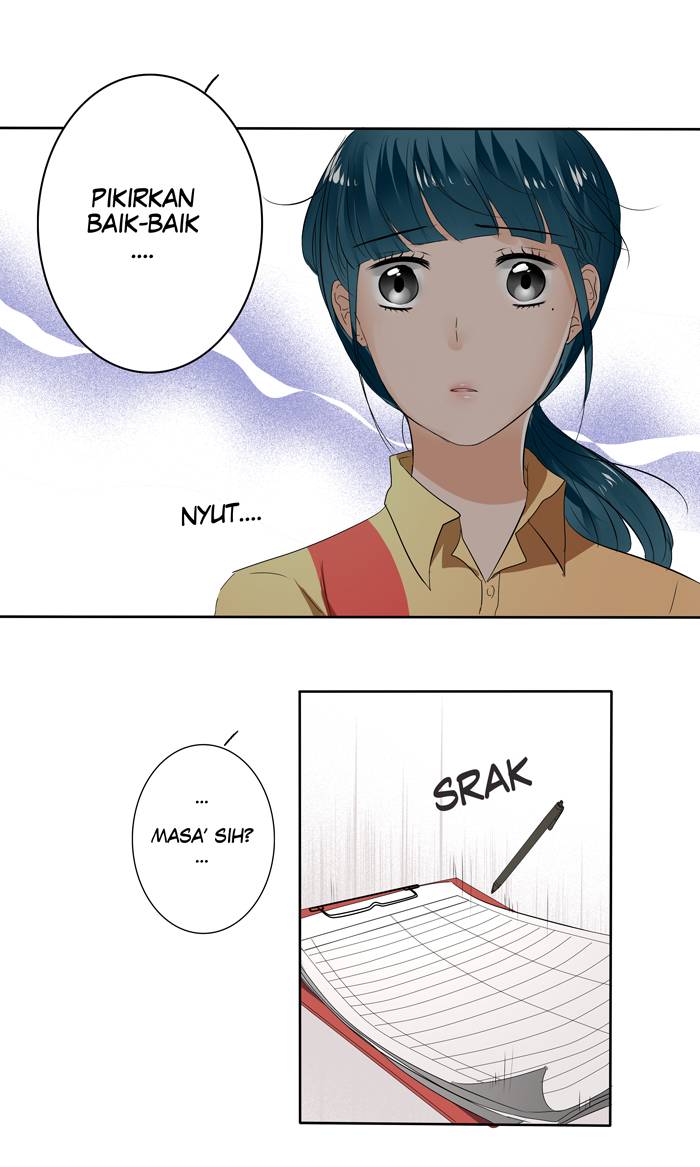 PIKIRKAN
BAIK-BAIK
....
NYUT....
SRAK
...
MASA' SIH?
...